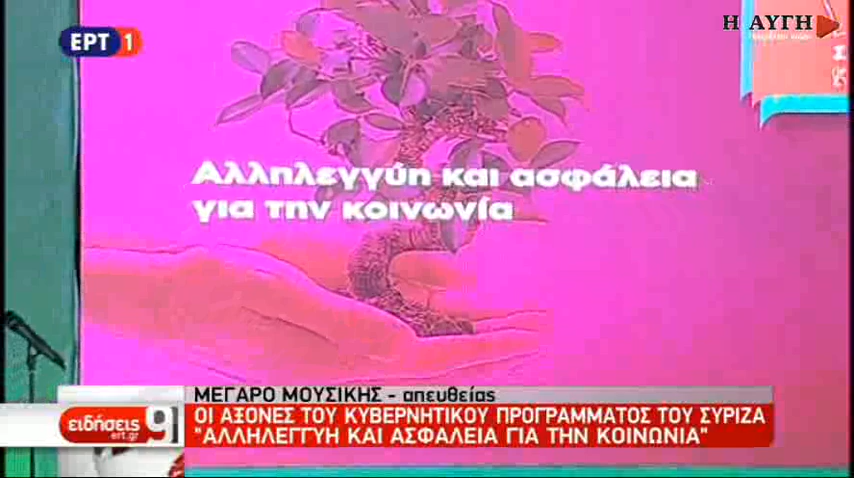 ΕΡΤ 1
Η ΑΥΓΗ
Αλληλεγγύη και ασφάλεια
για την κοινωνία
ΜΕΓΑΡΟ ΜΟΥΣΙΚΗΣ - απευθείας
ειδήσεις 9
ert.gr
ΟΙ ΑΞΟΝΕΣ ΤΟΥ ΚΥΒΕΡΝΗΤΙΚΟΥ ΠΡΟΓΡΑΜΜΑΤΟΣ ΤΟΥ ΣΥΡΙΖΑ
"ΑΛΛΗΛΕΓΓΥΗ ΚΑΙ ΑΣΦΑΛΕΙΑ ΓΙΑ ΤΗΝ ΚΟΙΝΩΝΙΑ"